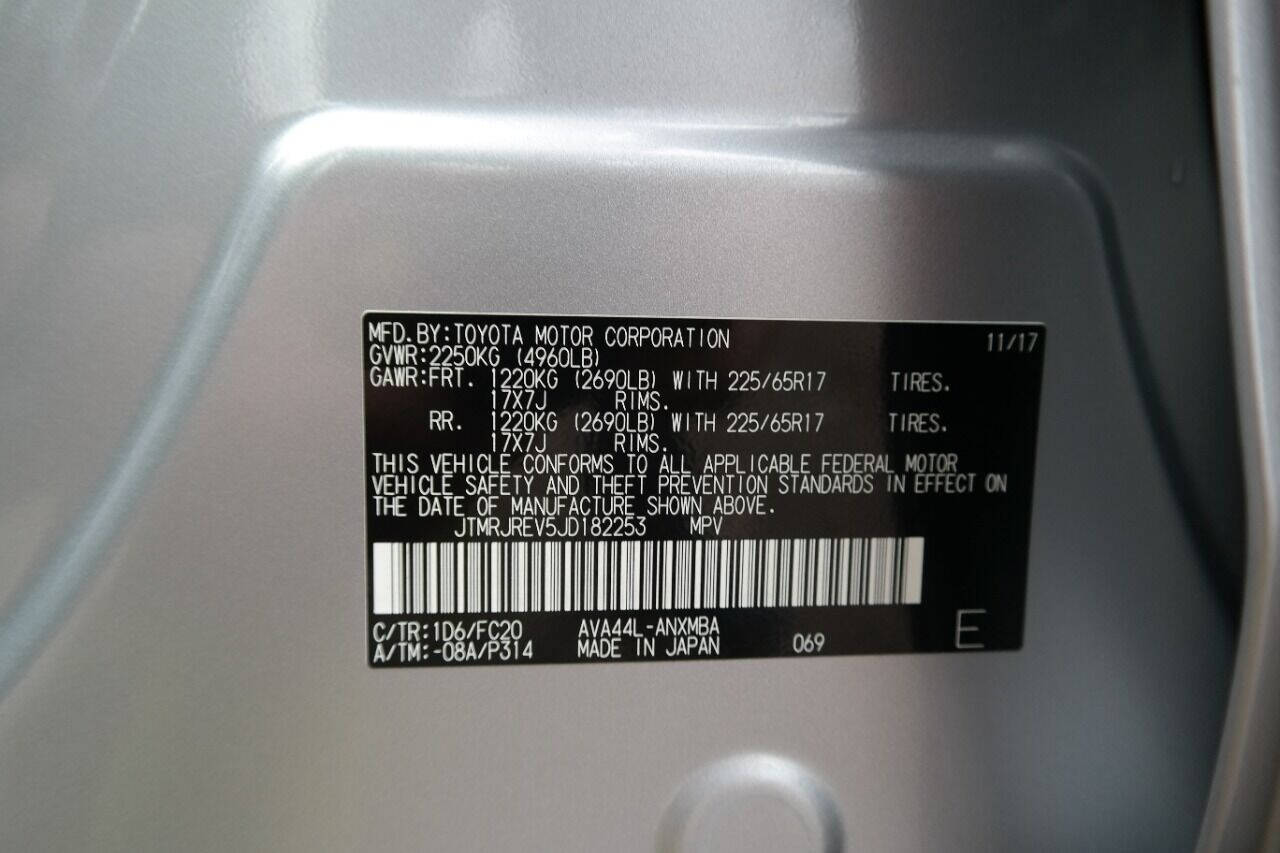 MFD. BY: TOYOTA MOTOR CORPORATION 11/17
GVWR: 2250KG (4960LB)
GAWR: FRT. 1220KG (2690LB) WITH 225/65R17 TIRES.
17X7J RIMS.
RR. 1220KG (2690LB) WITH 225/65R17 TIRES.
17X7J RIMS.
THIS VEHICLE CONFORMS TO ALL APPLICABLE FEDERAL MOTOR
VEHICLE SAFETY AND THEFT PREVENTION STANDARDS IN EFFECT ON
THE DATE OF MANUFACTURE SHOWN ABOVE.
JTMRJREV5JD182253 MPV
C/TR: 1D6/FC20 AVA44L-ANXMBA
A/TM: -08A/P314 MADE IN JAPAN 069 E